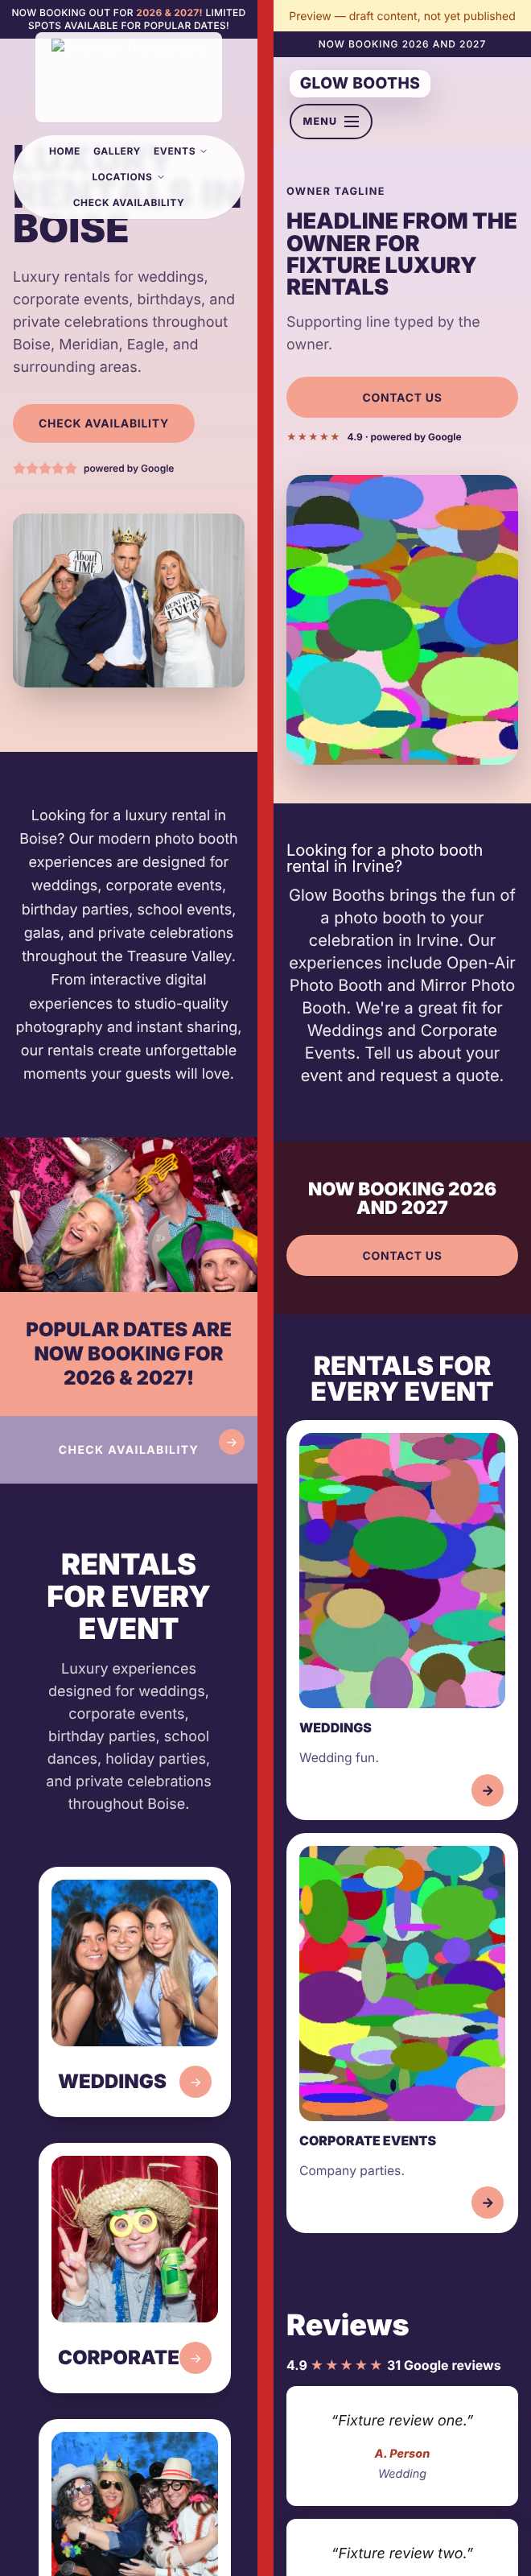 NOW BOOKING OUT FOR 2026 & 2027! LIMITED
SPOTS AVAILABLE FOR POPULAR DATES!
HOME GALLERY EVENTS
LOCATIONS
CHECK AVAILABILITY
BOISE
Luxury rentals for weddings,
corporate events, birthdays, and
private celebrations throughout
Boise, Meridian, Eagle, and
surrounding areas.
CHECK AVAILABILITY
powered by Google
About TIME
BEST DAY EVER
Looking for a luxury rental in
Boise? Our modern photo booth
experiences are designed for
weddings, corporate events,
birthday parties, school events,
galas, and private celebrations
throughout the Treasure Valley.
From interactive digital
experiences to studio-quality
photography and instant sharing,
our rentals create unforgettable
moments your guests will love.
POPULAR DATES ARE
NOW BOOKING FOR
2026 & 2027!
CHECK AVAILABILITY
RENTALS
FOR EVERY
EVENT
Luxury experiences
designed for weddings,
corporate events,
birthday parties, school
dances, holiday parties,
and private celebrations
throughout Boise.
WEDDINGS
CORPORATE
Preview — draft content, not yet published
NOW BOOKING 2026 AND 2027
GLOW BOOTHS
MENU
OWNER TAGLINE
HEADLINE FROM THE
OWNER FOR
FIXTURE LUXURY
RENTALS
Supporting line typed by the
owner.
CONTACT US
★★★★★ 4.9 · powered by Google
Looking for a photo booth
rental in Irvine?
Glow Booths brings the fun of
a photo booth to your
celebration in Irvine. Our
experiences include Open-Air
Photo Booth and Mirror Photo
Booth. We're a great fit for
Weddings and Corporate
Events. Tell us about your
event and request a quote.
NOW BOOKING 2026
AND 2027
CONTACT US
RENTALS FOR
EVERY EVENT
WEDDINGS
Wedding fun.
CORPORATE EVENTS
Company parties.
Reviews
4.9 ★★★★★ 31 Google reviews
“Fixture review one.”
A. Person
Wedding
“Fixture review two.”